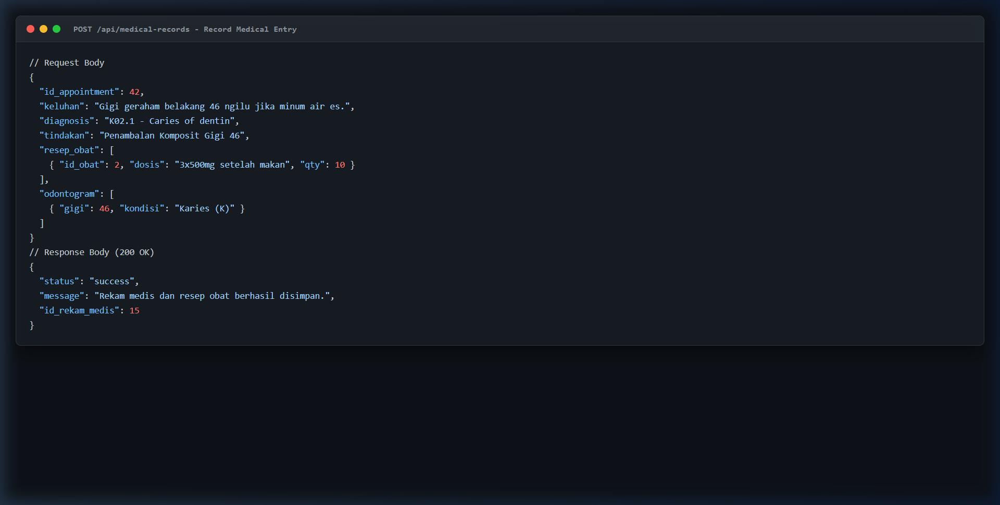 POST /api/medical-records - Record Medical Entry
// Request Body
{
  "id_appointment": 42,
  "keluhan": "Gigi geraham belakang 46 ngilu jika minum air es.",
  "diagnosis": "K02.1 - Caries of dentin",
  "tindakan": "Penambalan Komposit Gigi 46",
  "resep_obat": [
    { "id_obat": 2, "dosis": "3x500mg setelah makan", "qty": 10 }
  ],
  "odontogram": [
    { "gigi": 46, "kondisi": "Karies (K)" }
  ]
}
// Response Body (200 OK)
{
  "status": "success",
  "message": "Rekam medis dan resep obat berhasil disimpan.",
  "id_rekam_medis": 15
}